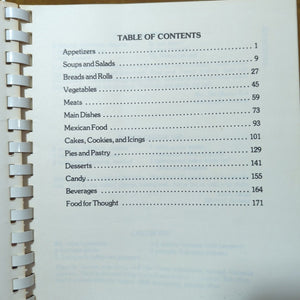 TABLE OF CONTENTS
Appetizers ................................ 1
Soups and Salads ................................ 9
Breads and Rolls ................................ 27
Vegetables ................................ 45
Meats ................................ 59
Main Dishes ................................ 73
Mexican Food ................................ 93
Cakes, Cookies, and Icings ................................ 101
Pies and Pastry ................................ 129
Desserts ................................ 141
Candy ................................ 155
Beverages ................................ 164
Food for Thought ................................ 171